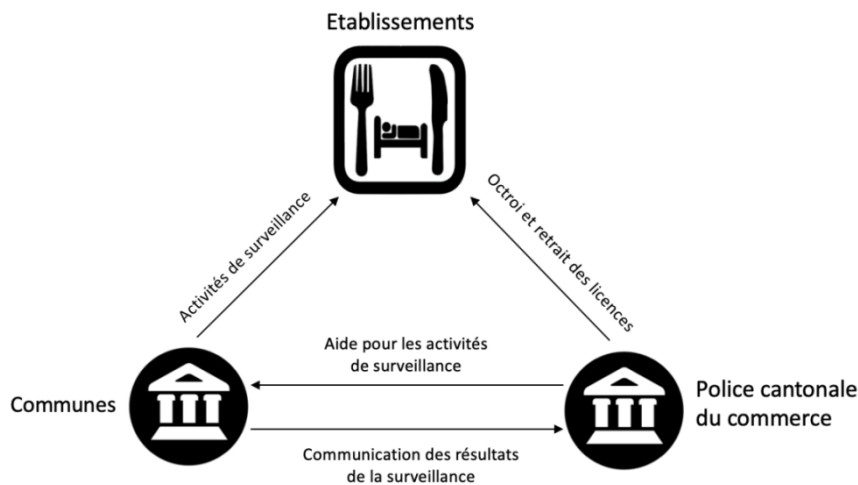 Etablissements
Activités de surveillance
Octroi et retrait des licences
Aide pour les activités
de surveillance
Communes
Police cantonale
du commerce
Communication des résultats
de la surveillance